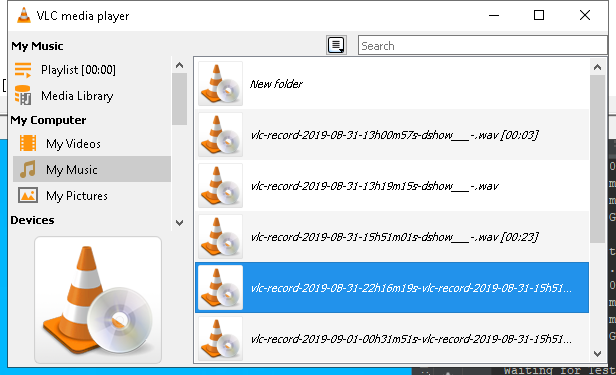 VLC media player
My Music
Search
Playlist [00:00]
Media Library
My Computer
My Videos
My Music
My Pictures
Devices
New folder
vlc-record-2019-08-31-13h00m57s-dshow___-.wav [00:03]
vlc-record-2019-08-31-13h19m15s-dshow___-.wav
vlc-record-2019-08-31-15h51m01s-dshow___-.wav [00:23]
vlc-record-2019-08-31-22h16m19s-vlc-record-2019-08-31-15h51...
vlc-record-2019-09-01-00h31m51s-vlc-record-2019-08-31-15h51...
Waiting for